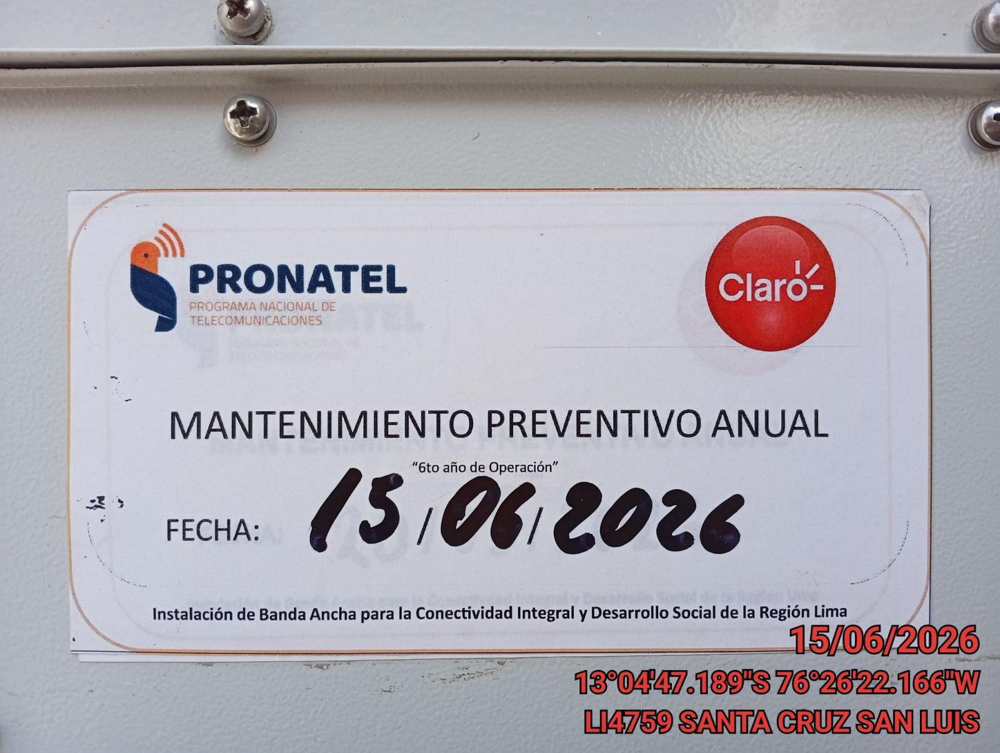 PRONATEL
PROGRAMA NACIONAL DE
TELECOMUNICACIONES
Claro
MANTENIMIENTO PREVENTIVO ANUAL
“6to año de Operación”
FECHA: 15/06/2026
Instalación de Banda Ancha para la Conectividad Integral y Desarrollo Social de la Región Lima
15/06/2026
13°04'47.189"S 76°26'22.166"W
LI4759 SANTA CRUZ SAN LUIS